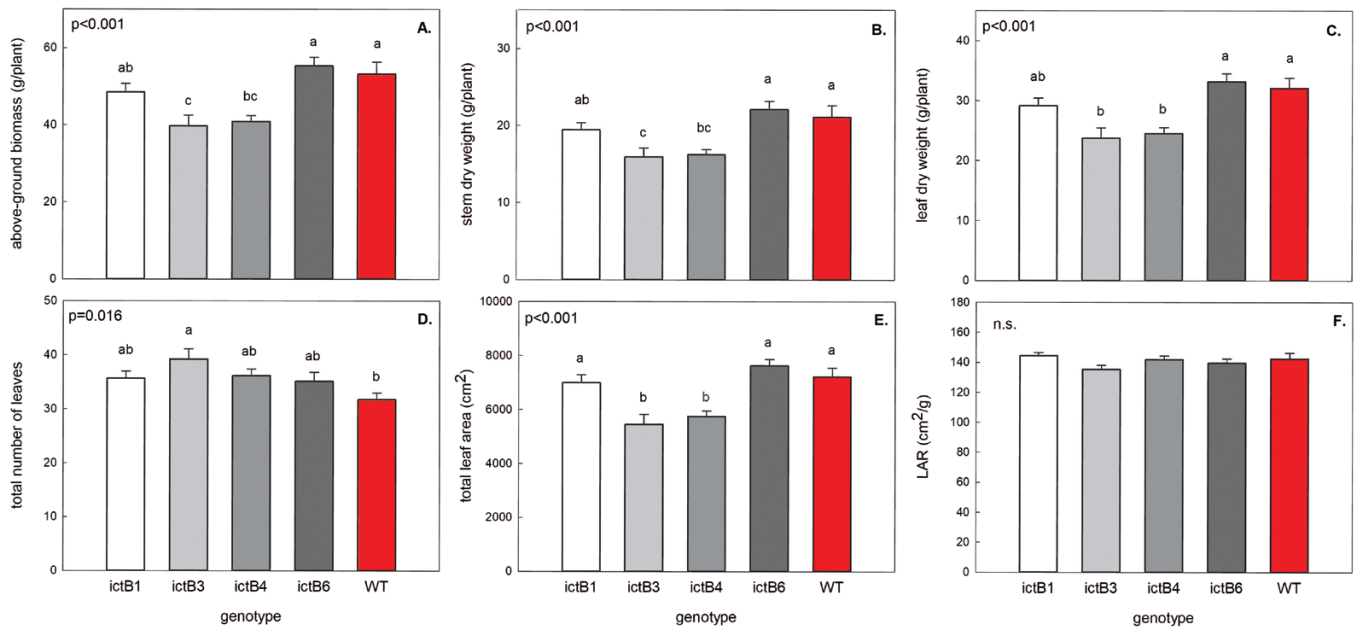 p<0.001
A.
above-ground biomass (g/plant)
60
40
20
0
ab
c
bc
a
a
p<0.001
B.
stem dry weight (g/plant)
30
20
10
0
ab
c
bc
a
a
p<0.001
C.
leaf dry weight (g/plant)
40
30
20
10
0
ab
b
b
a
a
p=0.016
D.
total number of leaves
50
40
30
20
10
0
ab
a
ab
ab
b
ictB1 ictB3 ictB4 ictB6 WT
genotype
p<0.001
E.
total leaf area (cm²)
10000
8000
6000
4000
2000
0
a
b
b
a
a
ictB1 ictB3 ictB4 ictB6 WT
genotype
n.s.
F.
LAR (cm²/g)
180
160
140
120
100
80
60
40
20
0
ictB1 ictB3 ictB4 ictB6 WT
genotype